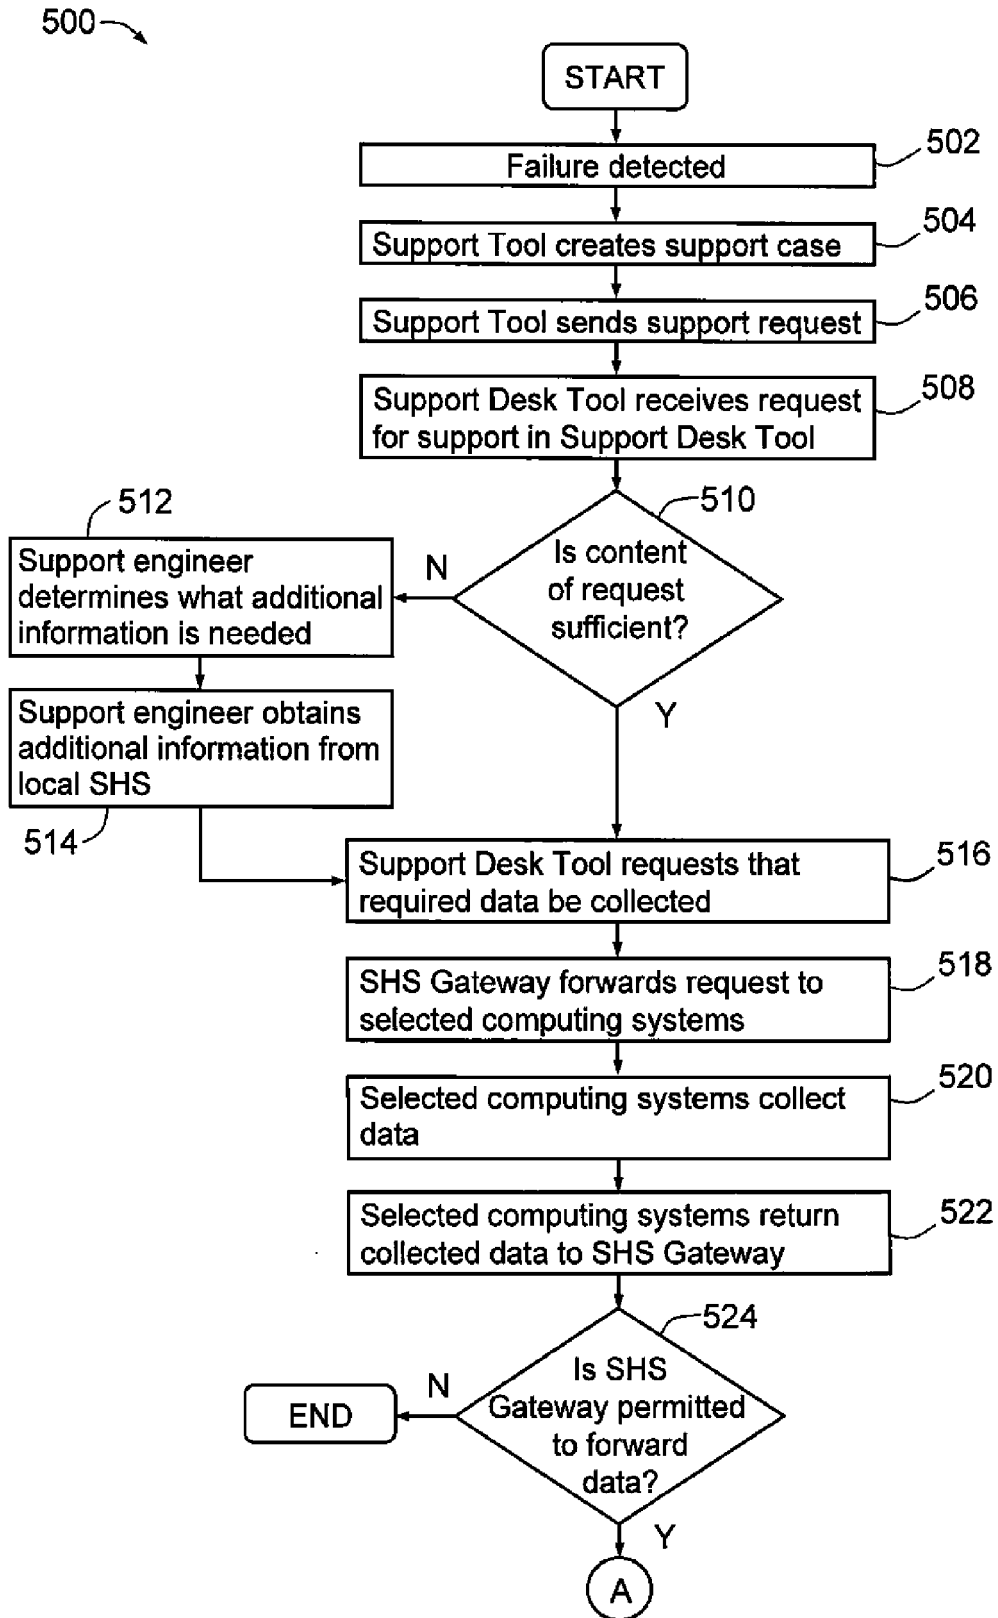 500
START
Failure detected
502
Support Tool creates support case
504
Support Tool sends support request
506
Support Desk Tool receives request
for support in Support Desk Tool
508
510
Is content
of request
sufficient?
N
Y
512
Support engineer
determines what additional
information is needed
Support engineer obtains
additional information from
local SHS
514
Support Desk Tool requests that
required data be collected
516
SHS Gateway forwards request to
selected computing systems
518
Selected computing systems collect
data
520
Selected computing systems return
collected data to SHS Gateway
522
524
Is SHS
Gateway permitted
to forward
data?
N
END
Y
A